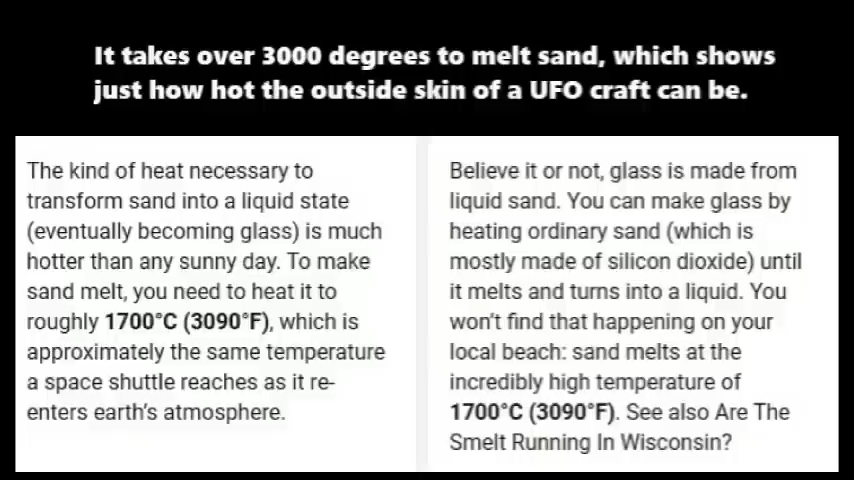 It takes over 3000 degrees to melt sand, which shows
just how hot the outside skin of a UFO craft can be.
The kind of heat necessary to
transform sand into a liquid state
(eventually becoming glass) is much
hotter than any sunny day. To make
sand melt, you need to heat it to
roughly 1700°C (3090°F), which is
approximately the same temperature
a space shuttle reaches as it re-
enters earth's atmosphere.
Believe it or not, glass is made from
liquid sand. You can make glass by
heating ordinary sand (which is
mostly made of silicon dioxide) until
it melts and turns into a liquid. You
won't find that happening on your
local beach: sand melts at the
incredibly high temperature of
1700°C (3090°F). See also Are The
Smelt Running In Wisconsin?